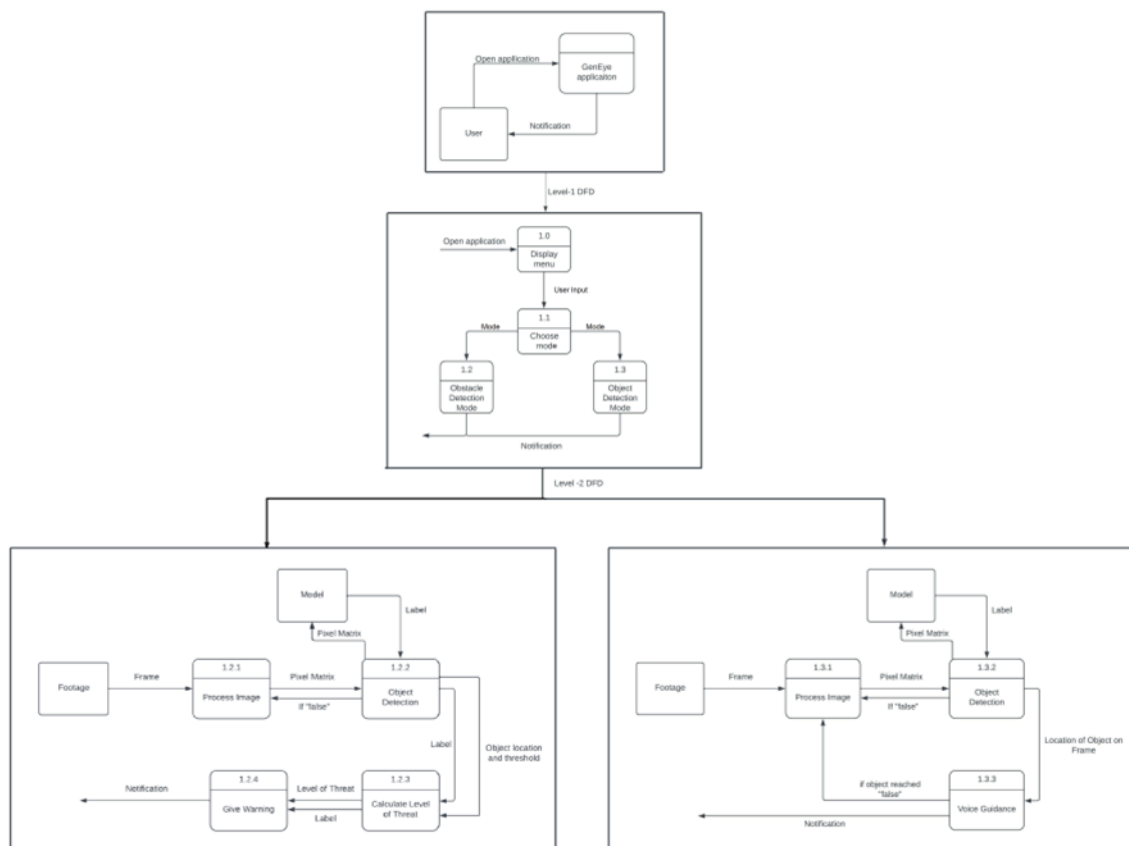 Open application
GenEye
applicaiton
User
Notification
Level-1 DFD
Open application
1.0
Display
menu
User Input
1.1
Choose
mode
Mode
Mode
1.2
Obstacle
Detection
Mode
1.3
Object
Detection
Mode
Notification
Level -2 DFD
Model
Label
Pixel Matrix
Footage
Frame
1.2.1
Process Image
Pixel Matrix
If "false"
1.2.2
Object
Detection
Label
Object location
and threshold
1.2.4
Give Warning
Notification
Level of Threat
Label
1.2.3
Calculate Level
of Threat
Model
Label
Pixel Matrix
Footage
Frame
1.3.1
Process Image
Pixel Matrix
If "false"
1.3.2
Object
Detection
Location of Object on
Frame
if object reached
"false"
1.3.3
Voice Guidance
Notification